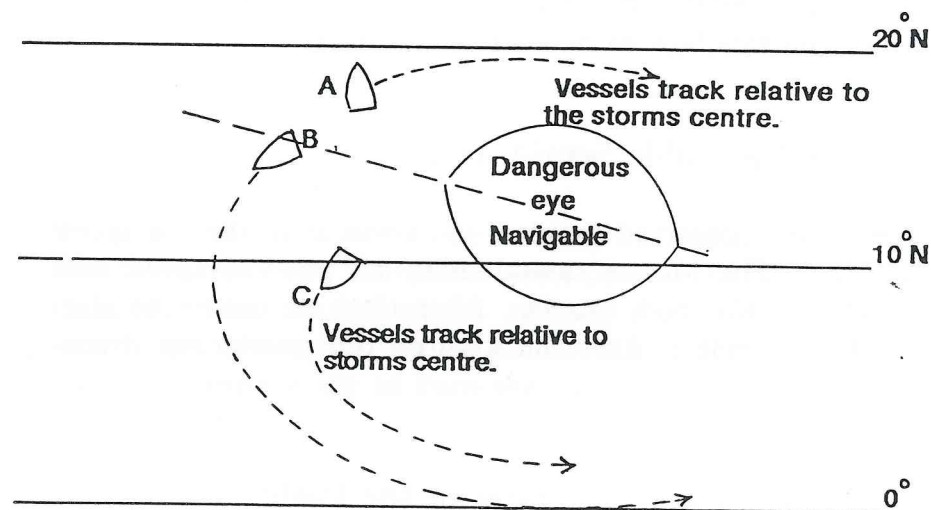 20°N
A
Vessels track relative to
the storms centre.
B
Dangerous
eye
Navigable
10°N
C
Vessels track relative to
storms centre.
0°